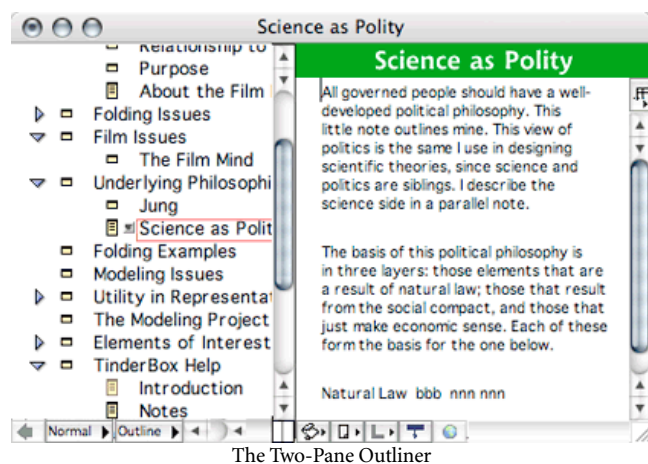 Science as Polity
Relationship to
Purpose
About the Film
Folding Issues
Film Issues
The Film Mind
Underlying Philosophi
Jung
Science as Polit
Folding Examples
Modeling Issues
Utility in Representat
The Modeling Project
Elements of Interest
TinderBox Help
Introduction
Notes
Normal Outline
Science as Polity
All governed people should have a well-
developed political philosophy. This
little note outlines mine. This view of
politics is the same I use in designing
scientific theories, since science and
politics are siblings. I describe the
science side in a parallel note.
The basis of this political philosophy is
in three layers: those elements that are
a result of natural law; those that result
from the social compact, and those that
just make economic sense. Each of these
form the basis for the one below.
Natural Law bbb nnn nnn
The Two-Pane Outliner